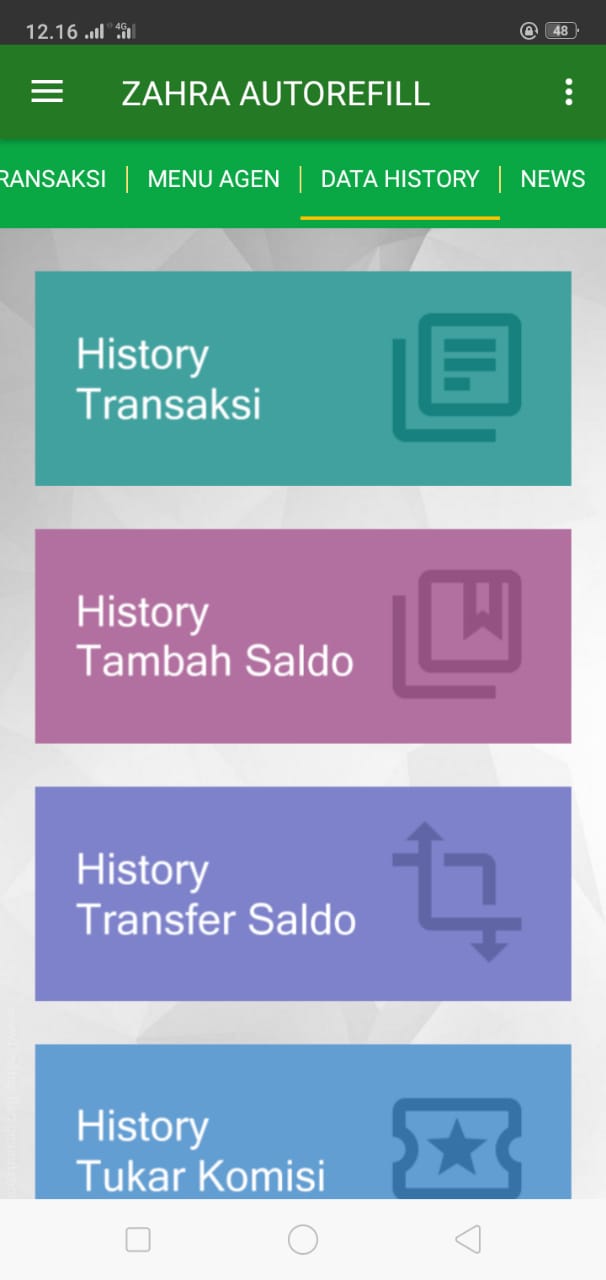 12.16 4G 48
ZAHRA AUTOREFILL
RANSAKSI MENU AGEN DATA HISTORY NEWS
History
Transaksi
History
Tambah Saldo
History
Transfer Saldo
History
Tukar Komisi